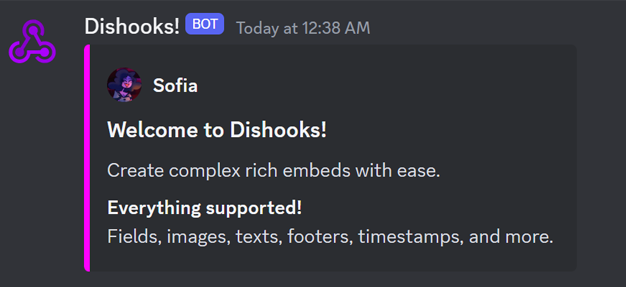 Dishooks! BOT Today at 12:38 AM
Sofia
Welcome to Dishooks!
Create complex rich embeds with ease.
Everything supported!
Fields, images, texts, footers, timestamps, and more.